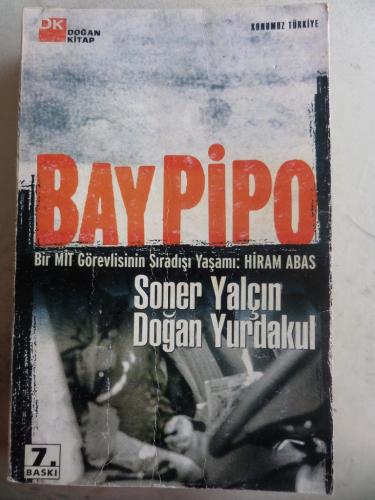 DK DOĞAN
KİTAP
KONUMUZ TÜRKİYE
BAY PİPO
Bir MİT Görevlisinin Sıradışı Yaşamı: HİRAM ABAS
Soner Yalçın
Doğan Yurdakul
7.
BASKI